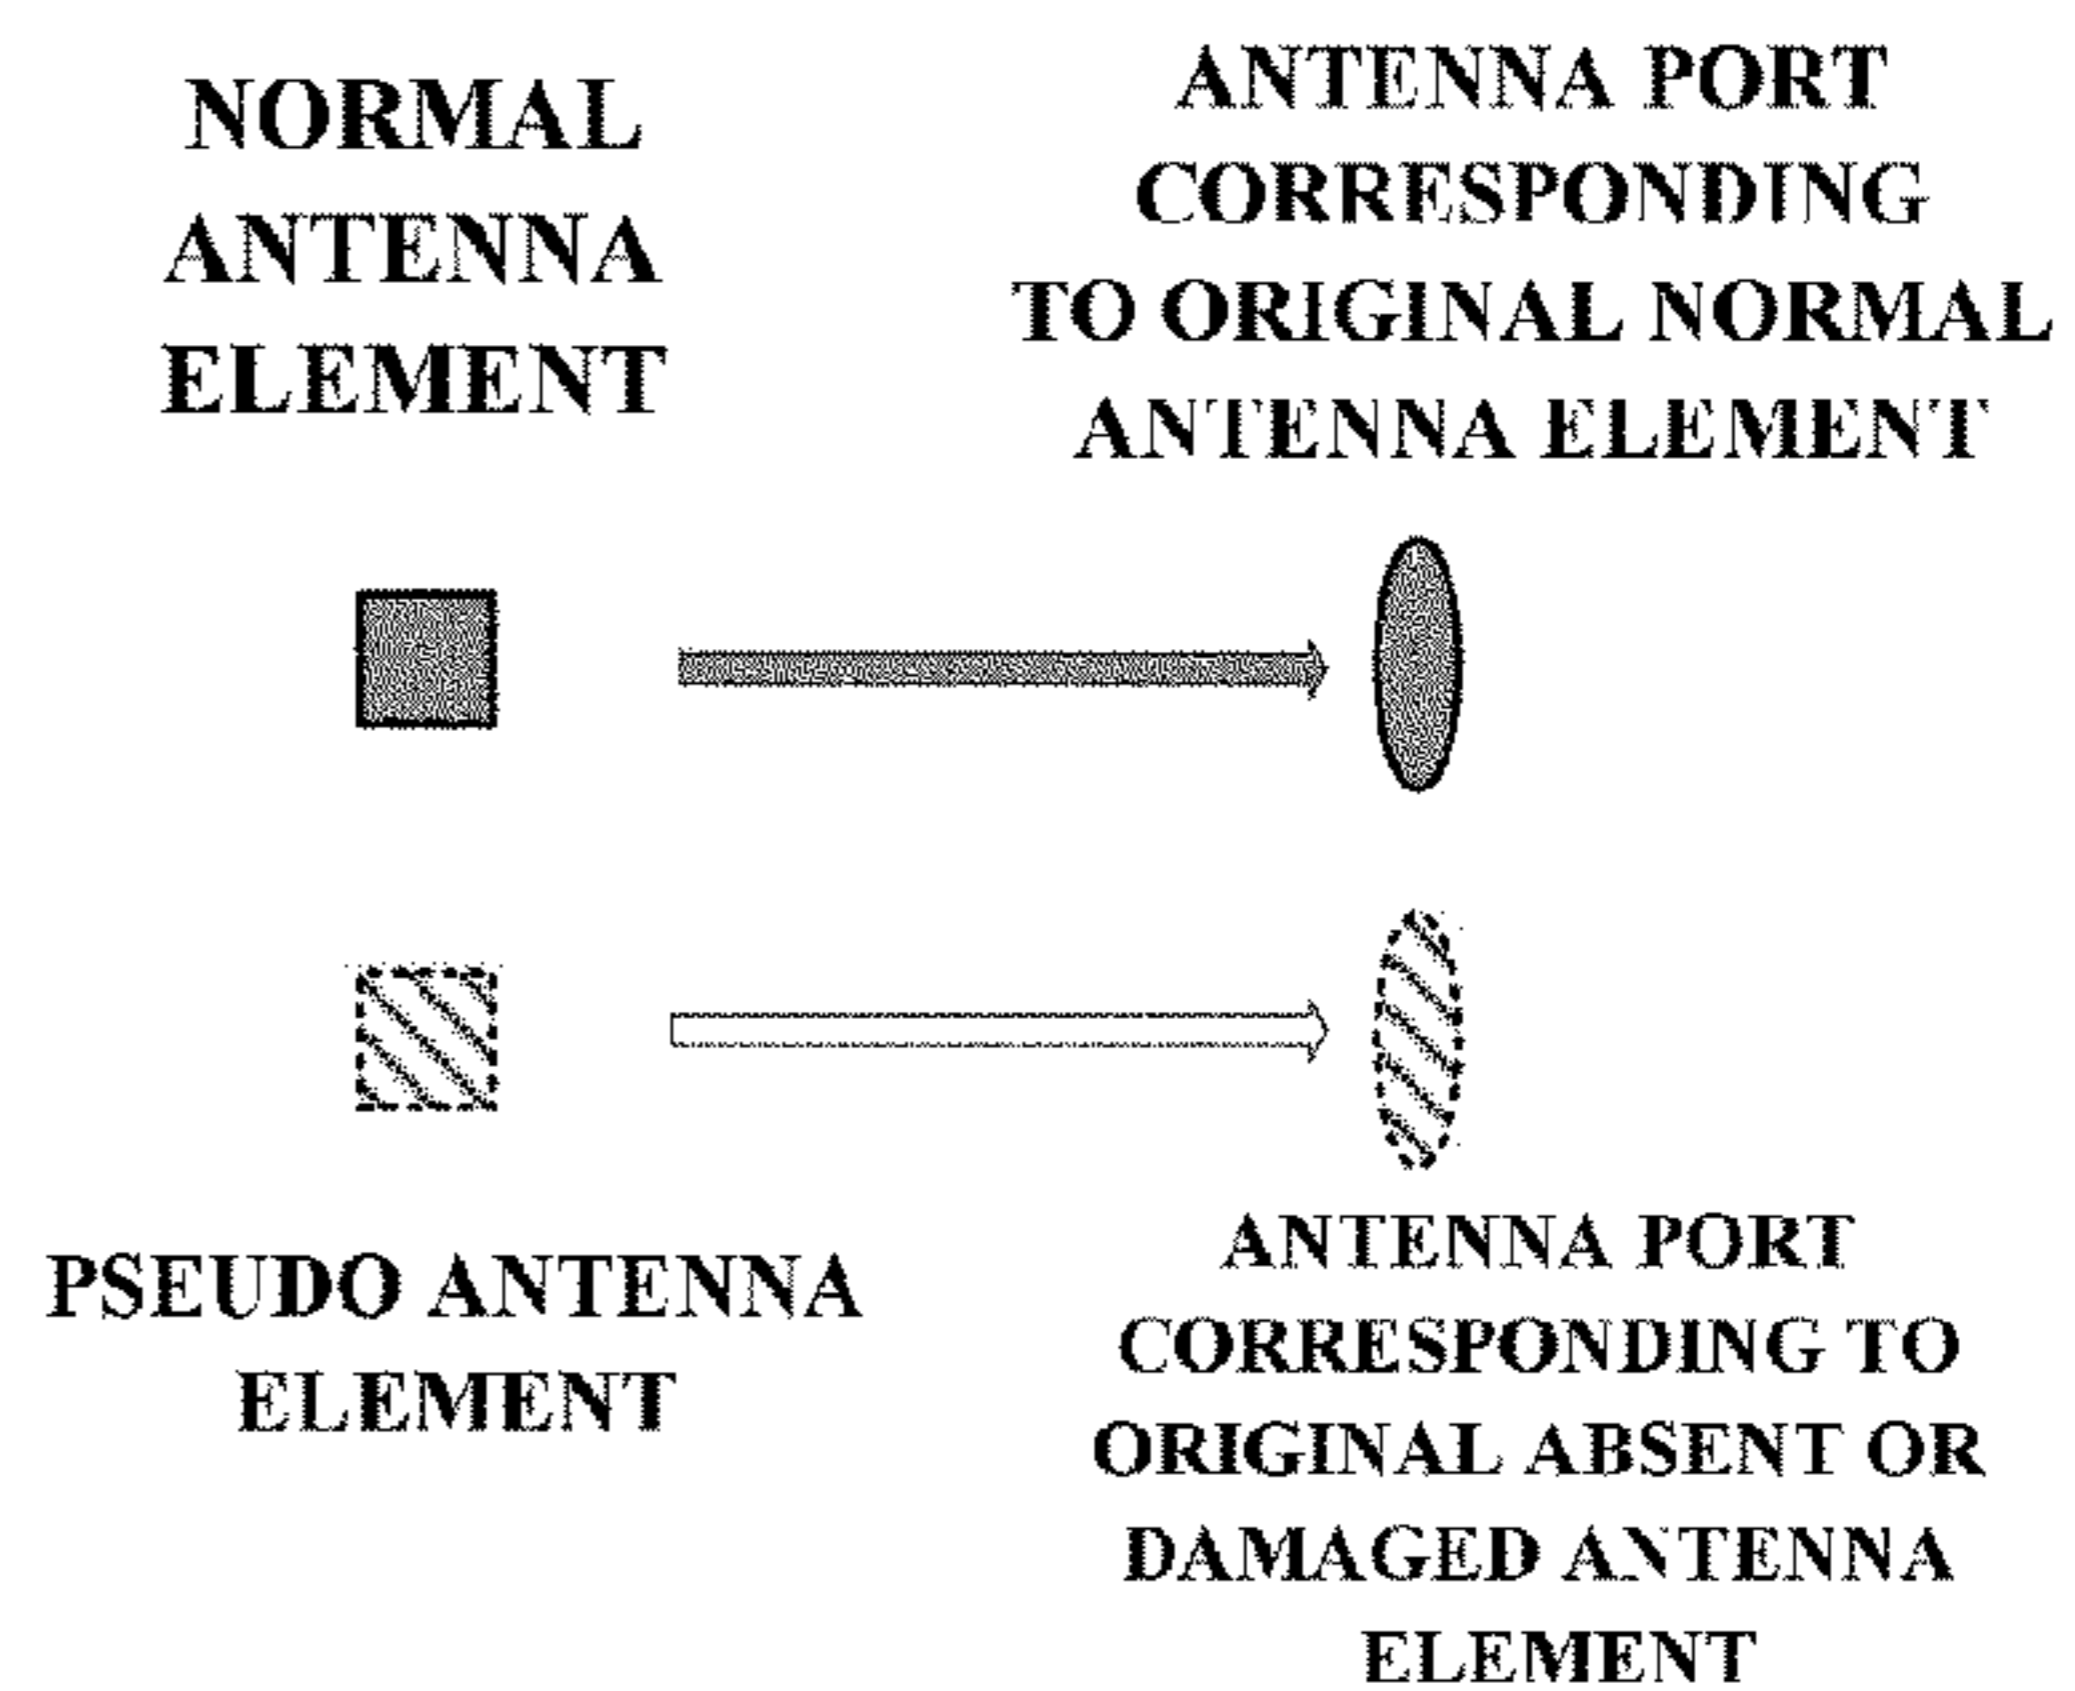 NORMAL
ANTENNA
ELEMENT
ANTENNA PORT
CORRESPONDING
TO ORIGINAL NORMAL
ANTENNA ELEMENT
PSEUDO ANTENNA
ELEMENT
ANTENNA PORT
CORRESPONDING TO
ORIGINAL ABSENT OR
DAMAGED ANTENNA
ELEMENT